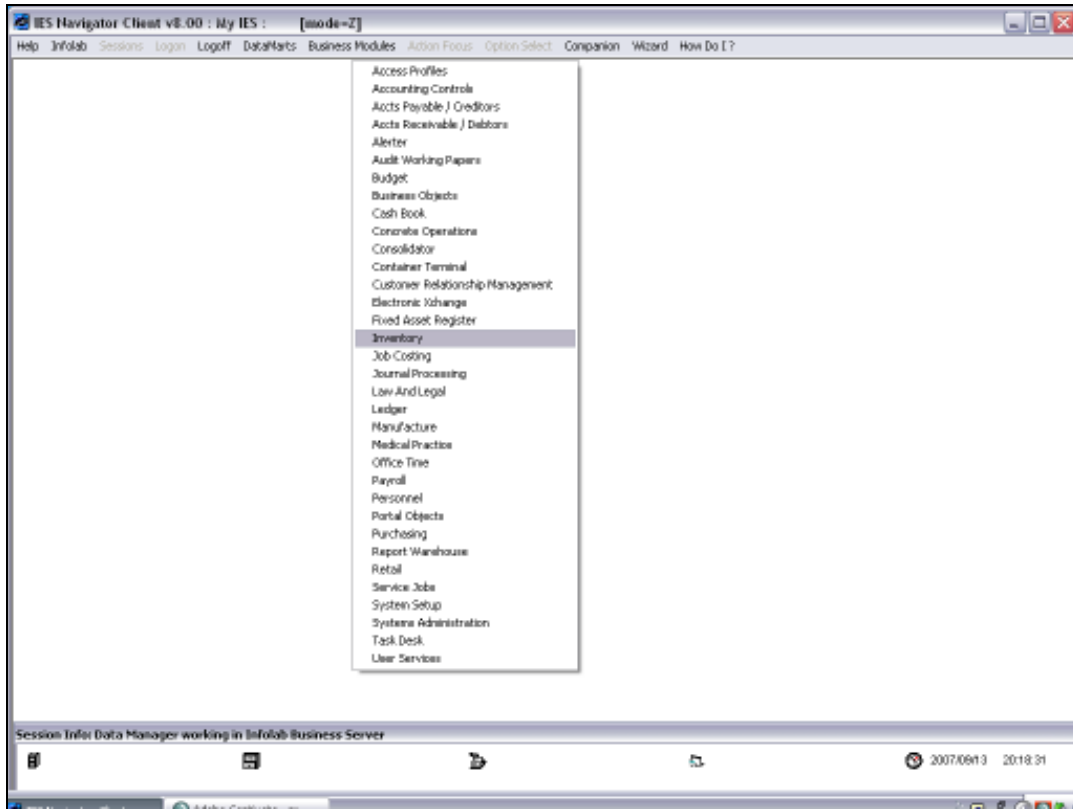 IES Navigator Client v8.00 : My IES : [mode=Z]
Help Infolab Sessions Logon Logoff DataMarts Business Modules Action Focus Option Select Companion Wizard How Do I ?
Access Profiles
Accounting Controls
Accts Payable / Creditors
Accts Receivable / Debtors
Alerter
Audit Working Papers
Budget
Business Objects
Cash Book
Concrete Operations
Consolidator
Container Terminal
Customer Relationship Management
Electronic Xchange
Fixed Asset Register
Inventory
Job Costing
Journal Processing
Law And Legal
Ledger
Manufacture
Medical Practice
Office Time
Payroll
Personnel
Portal Objects
Purchasing
Report Warehouse
Retail
Service Jobs
System Setup
Systems Administration
Task Desk
User Services
Session Info: Data Manager working in Infolab Business Server
2007/09/13 20:18:31